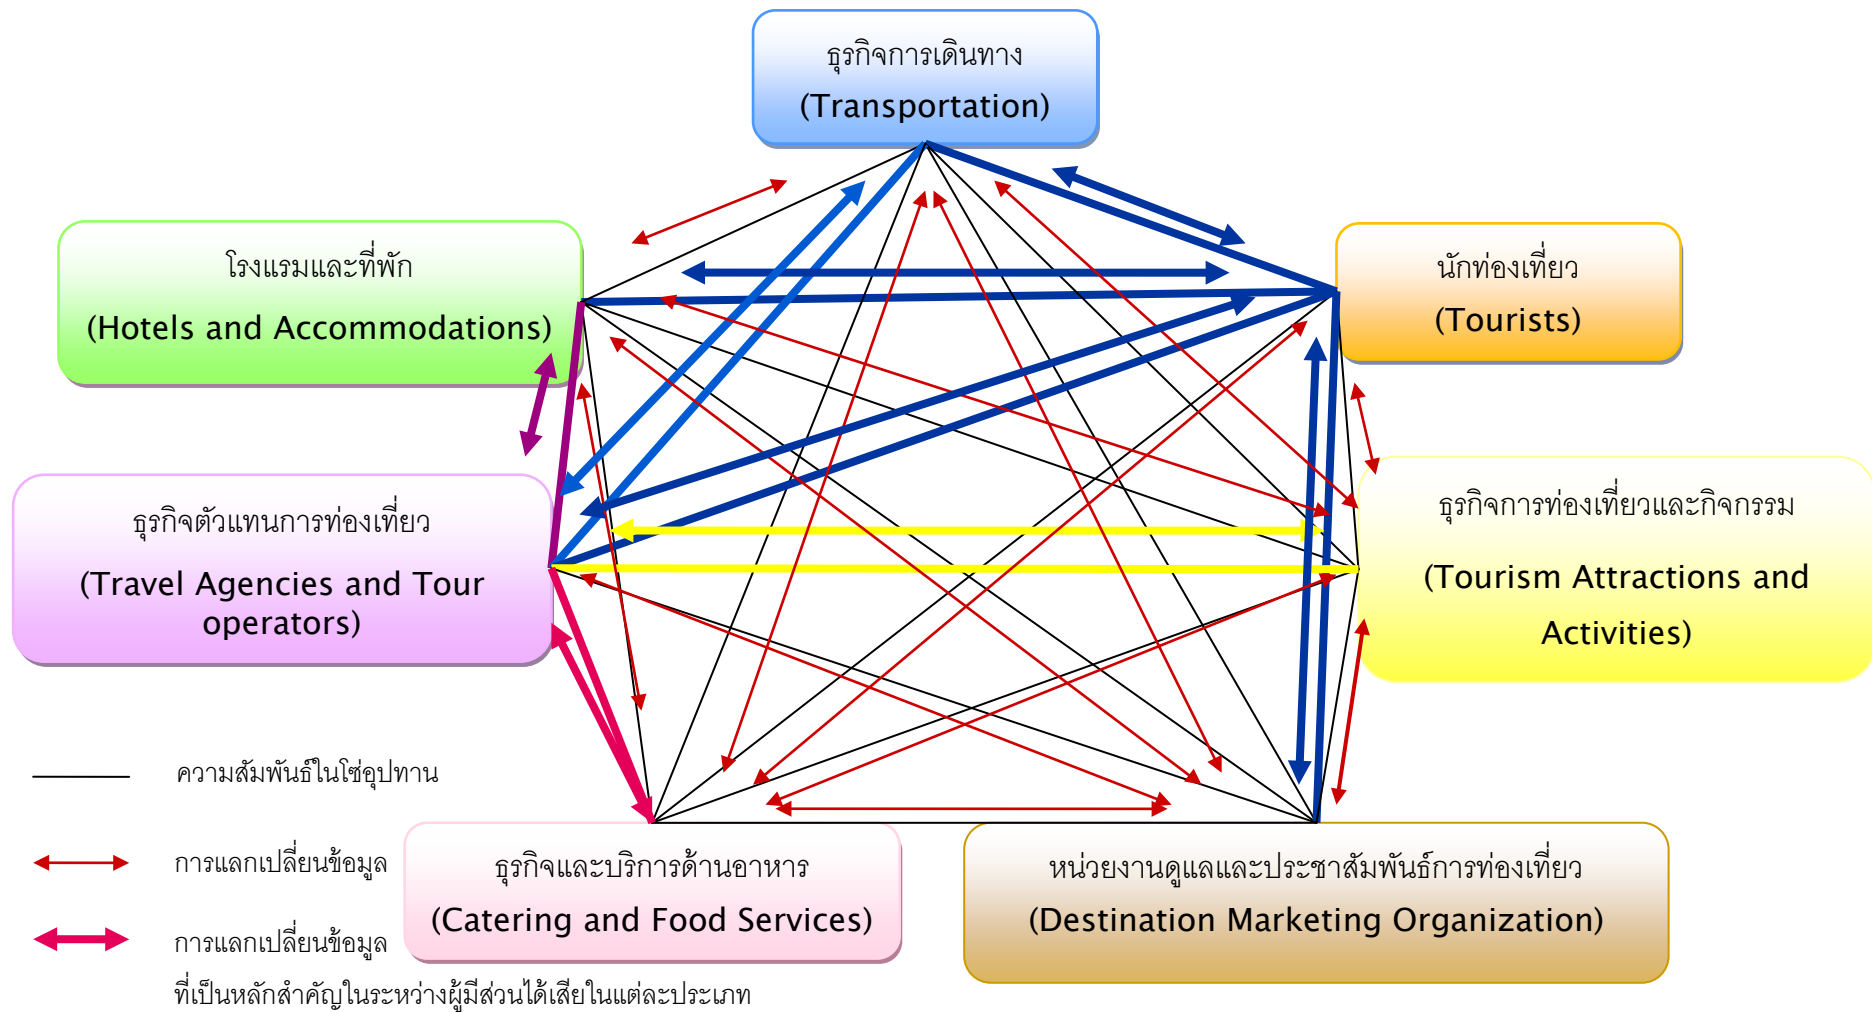 ธุรกิจการเดินทาง
(Transportation)
โรงแรมและที่พัก
(Hotels and Accommodations)
นักท่องเที่ยว
(Tourists)
ธุรกิจตัวแทนการท่องเที่ยว
(Travel Agencies and Tour
operators)
ธุรกิจการท่องเที่ยวและกิจกรรม
(Tourism Attractions and
Activities)
ความสัมพันธ์ในโซ่อุปทาน
การแลกเปลี่ยนข้อมูล
การแลกเปลี่ยนข้อมูล
ที่เป็นหลักสำคัญในระหว่างผู้มีส่วนได้เสียในแต่ละประเภท
ธุรกิจและบริการด้านอาหาร
(Catering and Food Services)
หน่วยงานดูแลและประชาสัมพันธ์การท่องเที่ยว
(Destination Marketing Organization)